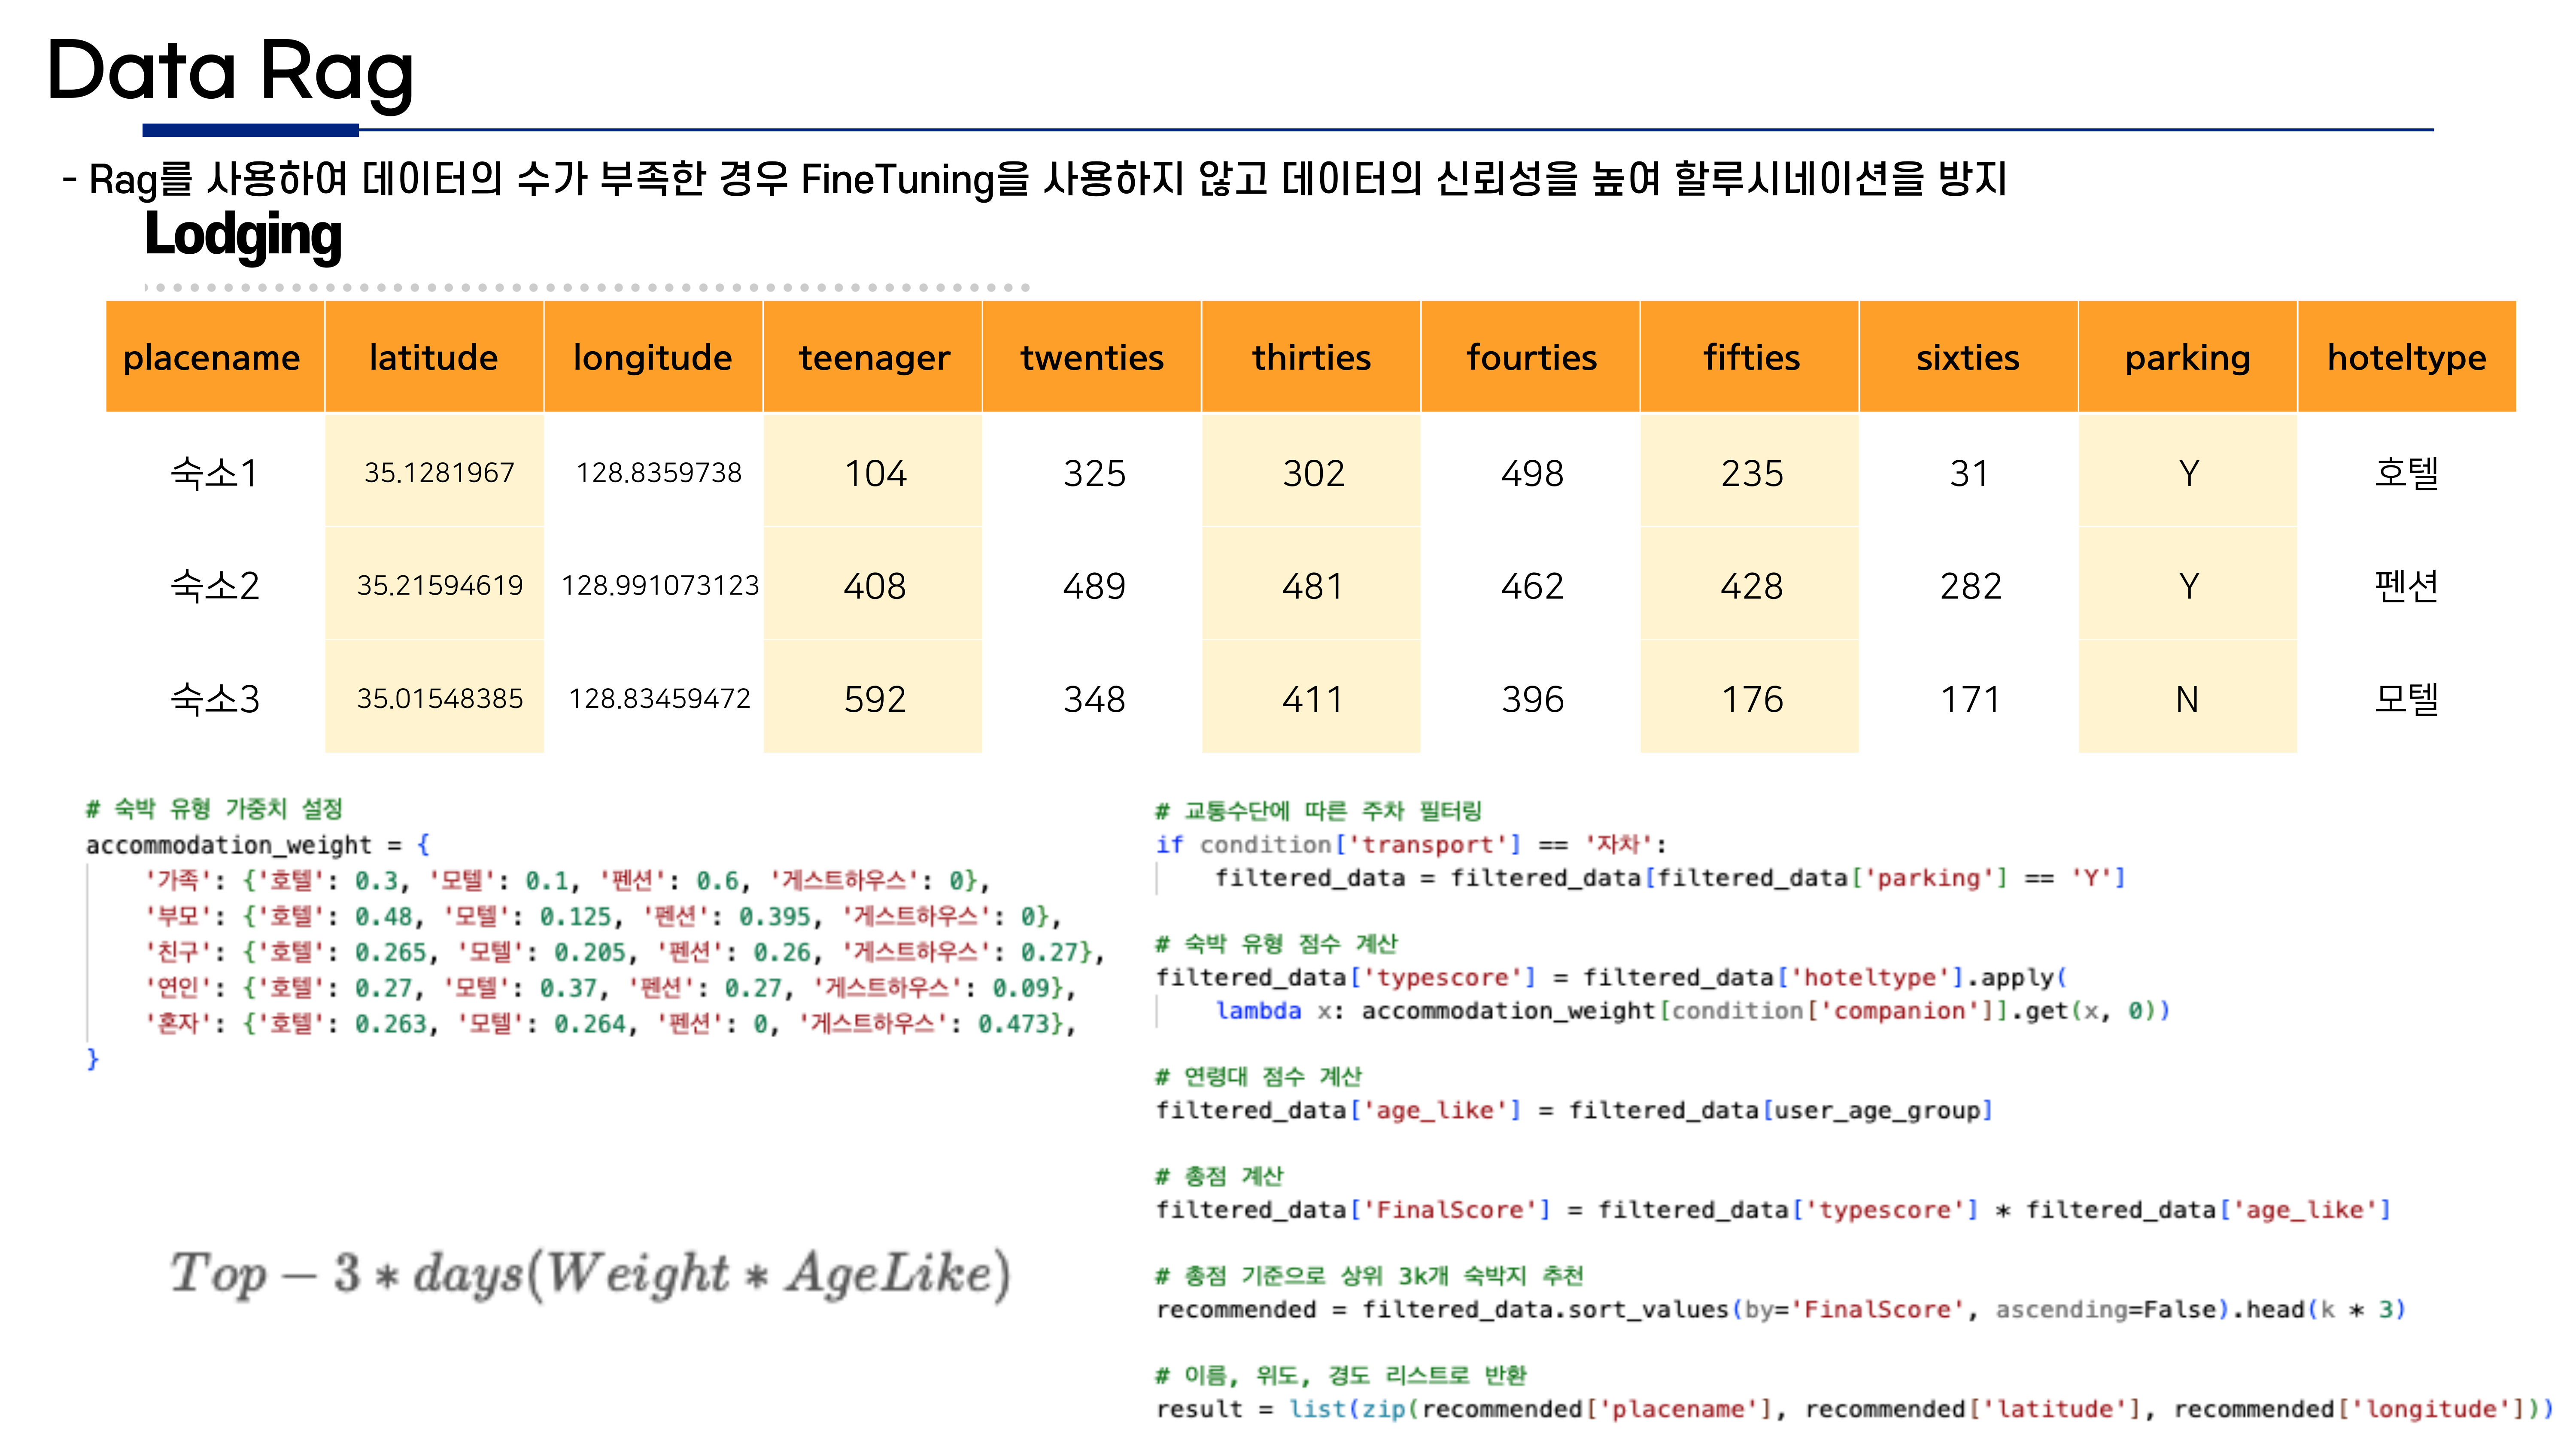 Data Rag
- Rag를 사용하여 데이터의 수가 부족한 경우 FineTuning을 사용하지 않고 데이터의 신뢰성을 높여 할루시네이션을 방지
Lodging
placename latitude longitude teenager twenties thirties fourties fifties sixties parking hoteltype
숙소1 35.1281967 128.8359738 104 325 302 498 235 31 Y 호텔
숙소2 35.21594619 128.991073123 408 489 481 462 428 282 Y 펜션
숙소3 35.01548385 128.83459472 592 348 411 396 176 171 N 모텔
# 숙박 유형 가중치 설정
accommodation_weight = {
'가족': {'호텔': 0.3, '모텔': 0.1, '펜션': 0.6, '게스트하우스': 0},
'부모': {'호텔': 0.48, '모텔': 0.125, '펜션': 0.395, '게스트하우스': 0},
'친구': {'호텔': 0.265, '모텔': 0.205, '펜션': 0.26, '게스트하우스': 0.27},
'연인': {'호텔': 0.27, '모텔': 0.37, '펜션': 0.27, '게스트하우스': 0.09},
'혼자': {'호텔': 0.263, '모텔': 0.264, '펜션': 0, '게스트하우스': 0.473},
}
Top − 3 * days(Weight * AgeLike)
# 교통수단에 따른 주차 필터링
if condition['transport'] == '자차':
filtered_data = filtered_data[filtered_data['parking'] == 'Y']
# 숙박 유형 점수 계산
filtered_data['typescore'] = filtered_data['hoteltype'].apply(
lambda x: accommodation_weight[condition['companion']].get(x, 0))
# 연령대 점수 계산
filtered_data['age_like'] = filtered_data[user_age_group]
# 총점 계산
filtered_data['FinalScore'] = filtered_data['typescore'] * filtered_data['age_like']
# 총점 기준으로 상위 3k개 숙박지 추천
recommended = filtered_data.sort_values(by='FinalScore', ascending=False).head(k * 3)
# 이름, 위도, 경도 리스트로 반환
result = list(zip(recommended['placename'], recommended['latitude'], recommended['longitude']))